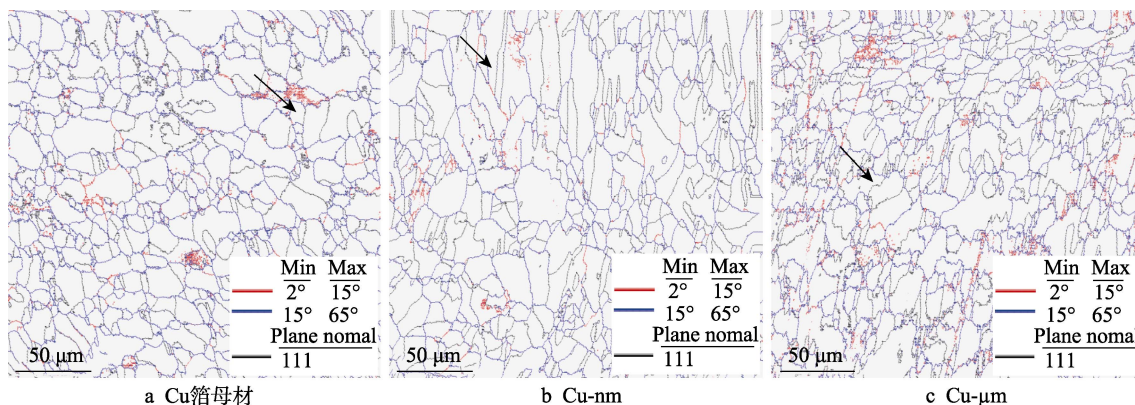 Min Max
2° 15°
15° 65°
Plane nomal
111
50 μm
Min Max
2° 15°
15° 65°
Plane nomal
111
50 μm
Min Max
2° 15°
15° 65°
Plane nomal
111
50 μm
a Cu箔母材
b Cu-nm
c Cu-μm